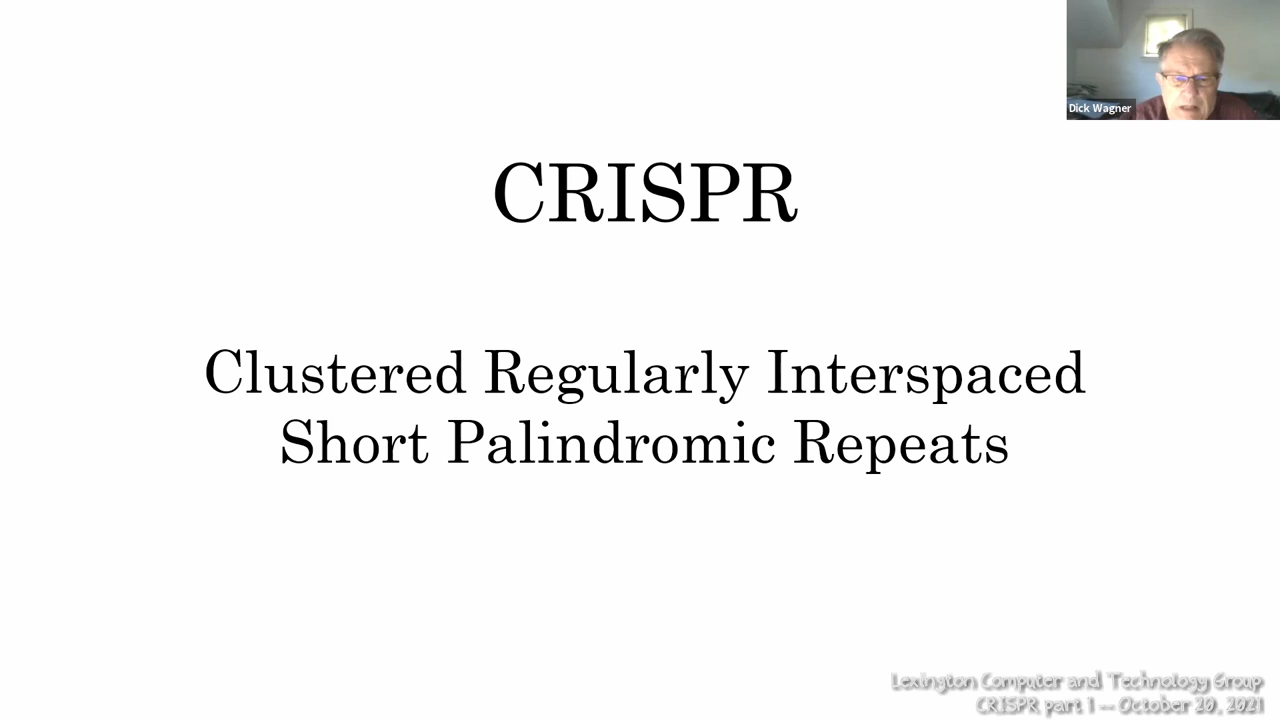 Dick Wagner
CRISPR
Clustered Regularly Interspaced
Short Palindromic Repeats
Lexington Computer and Technology Group
CRISPR part 1 -- October 20, 2021